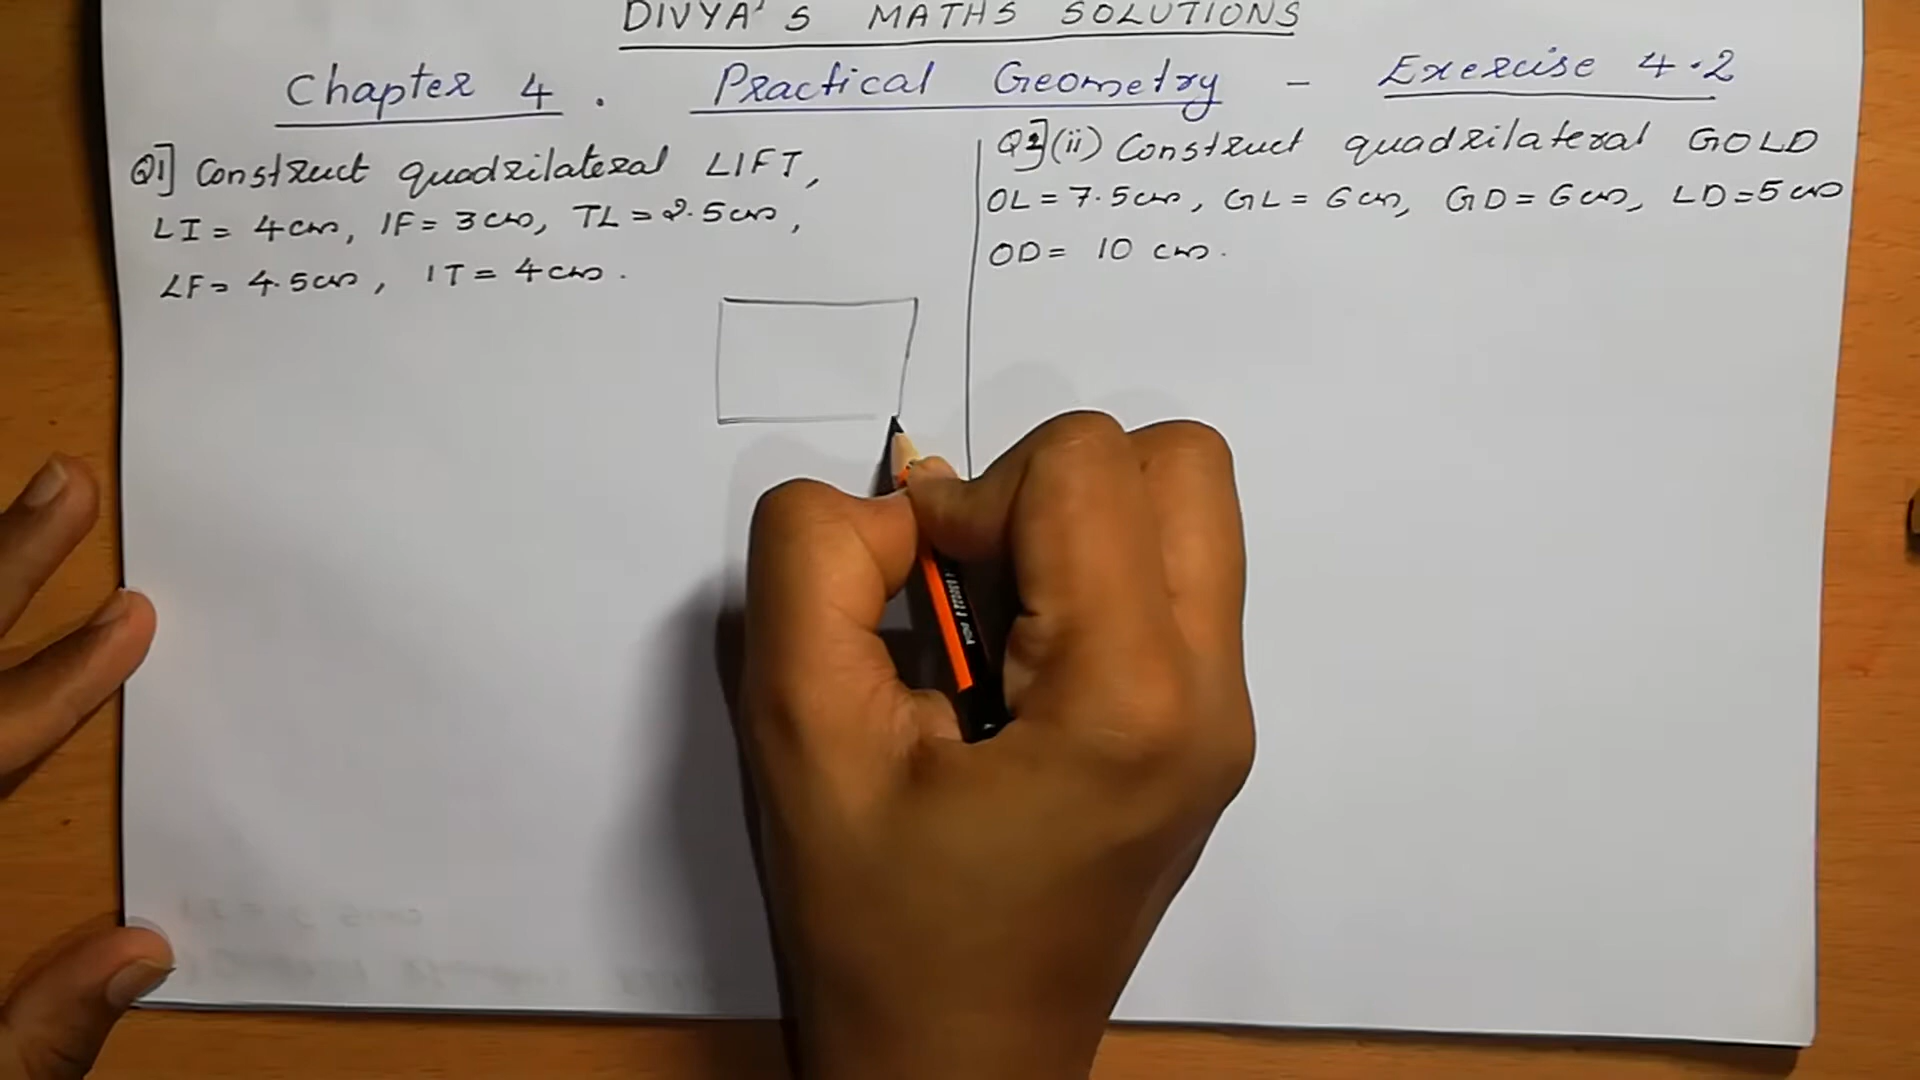 DIVYA'S MATHS SOLUTIONS
Chapter 4. Practical Geometry - Exercise 4.2
Q1] Construct quadrilateral LIFT,
LI = 4cm, IF = 3cm, TL = 2.5cm,
LF = 4.5cm, IT = 4cm.
Q2](ii) Construct quadrilateral GOLD
OL = 7.5cm, GL = 6cm, GD = 6cm, LD = 5cm
OD = 10 cm.